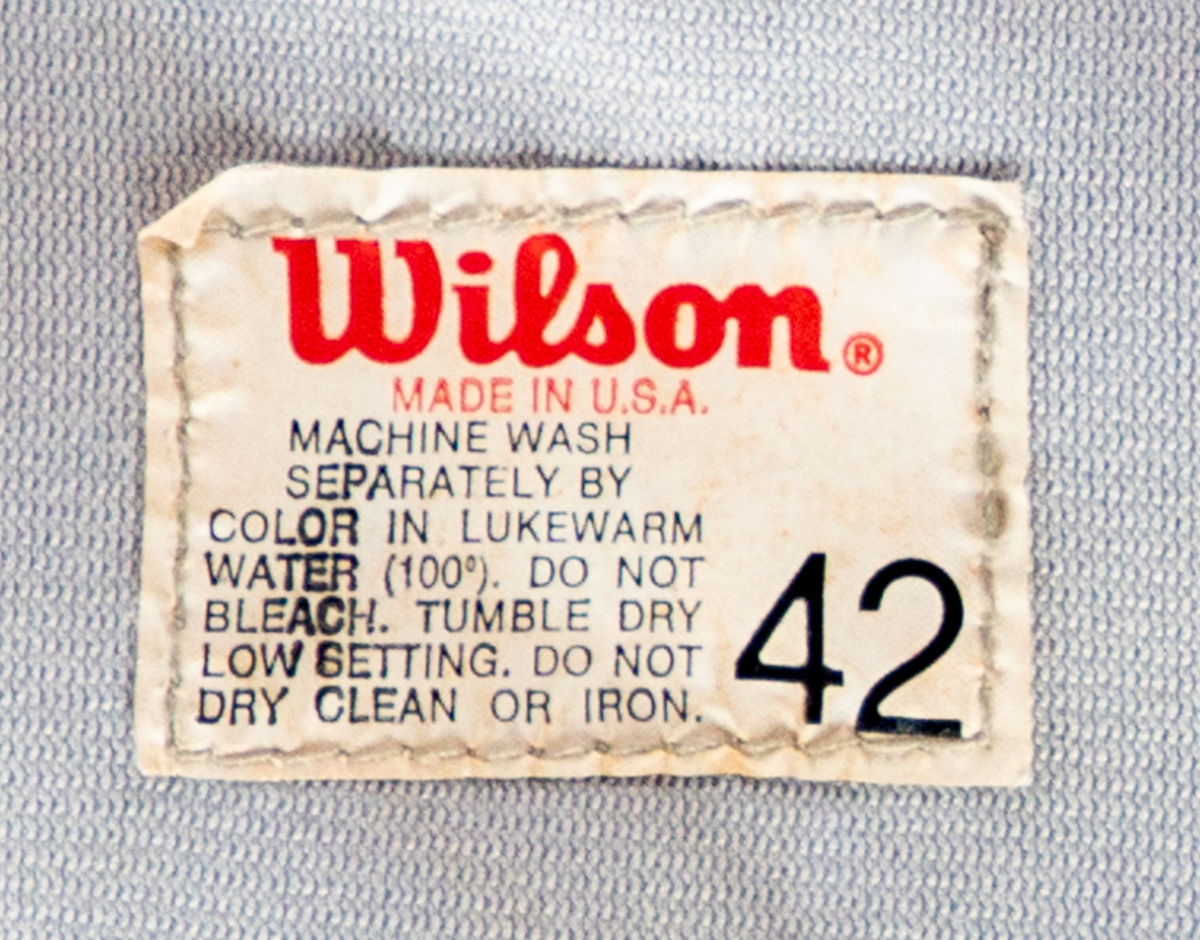 Wilson®
MADE IN U.S.A.
MACHINE WASH
SEPARATELY BY
COLOR IN LUKEWARM
WATER (100º). DO NOT
BLEACH. TUMBLE DRY
LOW SETTING. DO NOT
DRY CLEAN OR IRON.
42